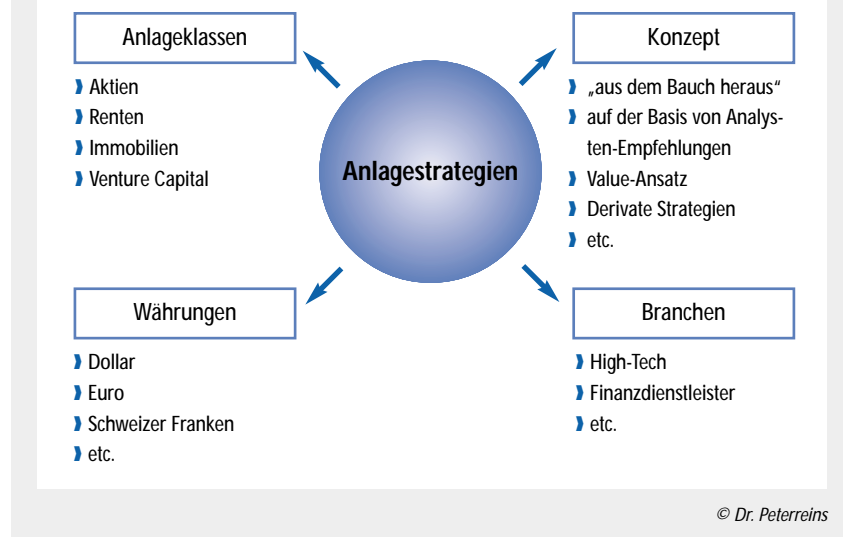 Anlageklassen
Aktien
Renten
Immobilien
Venture Capital
Konzept
„aus dem Bauch heraus“
auf der Basis von Analys-
ten-Empfehlungen
Value-Ansatz
Derivate Strategien
etc.
Anlagestrategien
Währungen
Dollar
Euro
Schweizer Franken
etc.
Branchen
High-Tech
Finanzdienstleister
etc.
© Dr. Peterreins